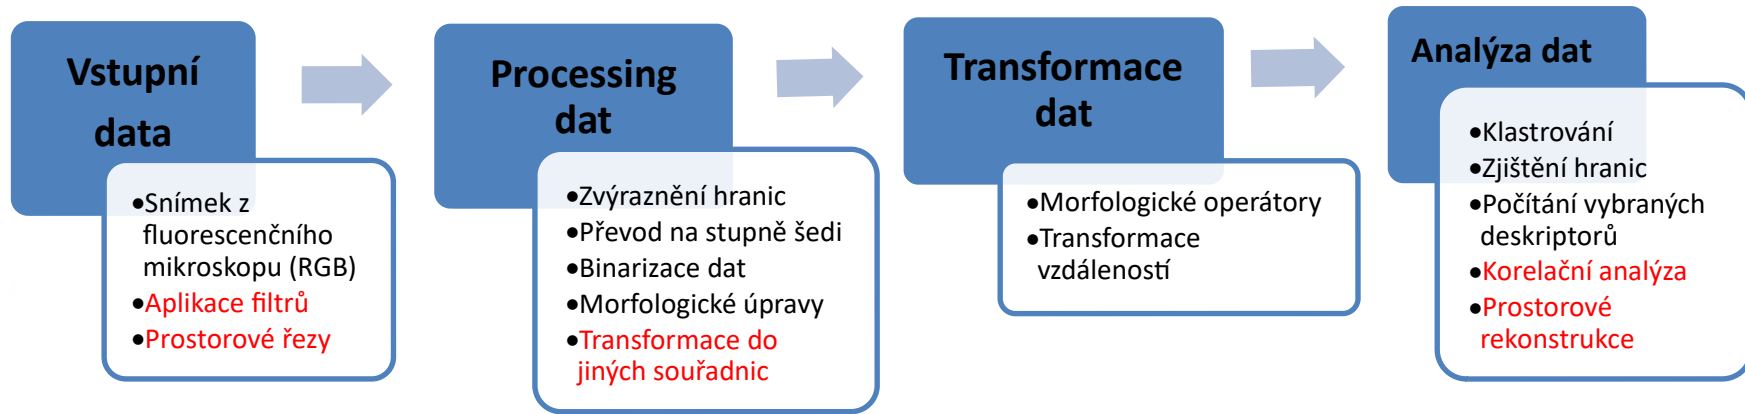 Vstupní
data
•Snímek z
fluorescenčního
mikroskopu (RGB)
•Aplikace filtrů
•Prostorové řezy
Processing
dat
•Zvýraznění hranic
•Převod na stupně šedi
•Binarizace dat
•Morfologické úpravy
•Transformace do
jiných souřadnic
Transformace
dat
•Morfologické operátory
•Transformace
vzdáleností
Analýza dat
•Klastrování
•Zjištění hranic
•Počítání vybraných
deskriptorů
•Korelační analýza
•Prostorové
rekonstrukce